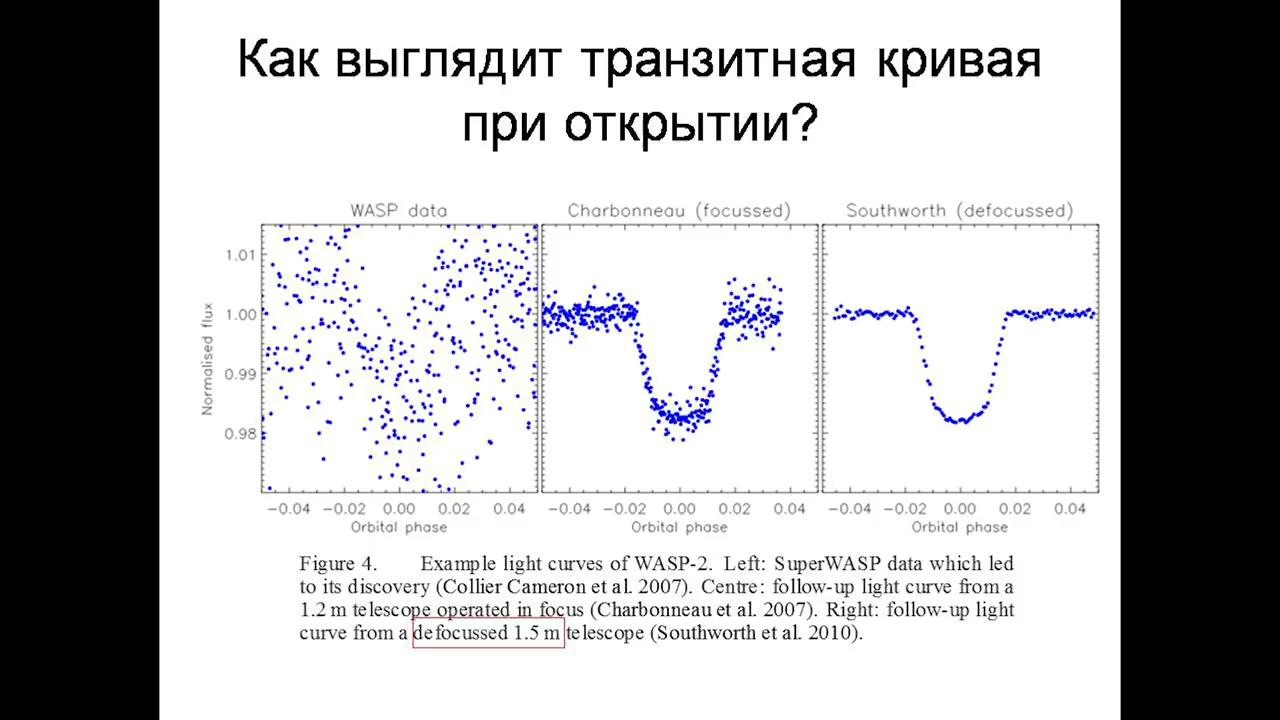 Как выглядит транзитная кривая
при открытии?
WASP data
Charbonneau (focussed)
Southworth (defocussed)
1.01
1.00
0.99
0.98
Normalised flux
−0.04 −0.02 0.00 0.02 0.04
−0.04 −0.02 0.00 0.02 0.04
−0.04 −0.02 0.00 0.02 0.04
Orbital phase
Orbital phase
Orbital phase
Figure 4. Example light curves of WASP-2. Left: SuperWASP data which led
to its discovery (Collier Cameron et al. 2007). Centre: follow-up light curve from a
1.2 m telescope operated in focus (Charbonneau et al. 2007). Right: follow-up light
curve from a defocussed 1.5 m telescope (Southworth et al. 2010).